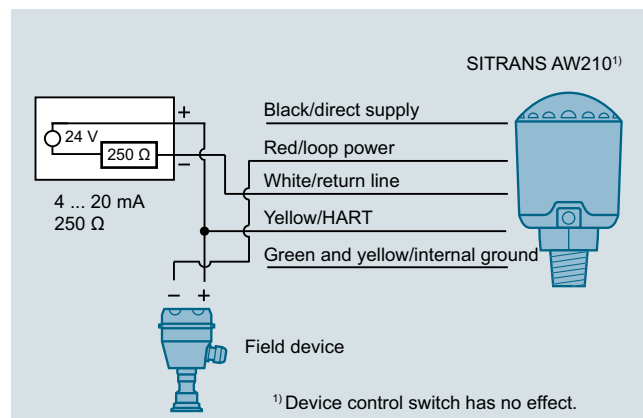 SITRANS AW210¹⁾
+
24 V
250 Ω
−
4 ... 20 mA
250 Ω
Black/direct supply
Red/loop power
White/return line
Yellow/HART
Green and yellow/internal ground
− +
Field device
¹⁾ Device control switch has no effect.